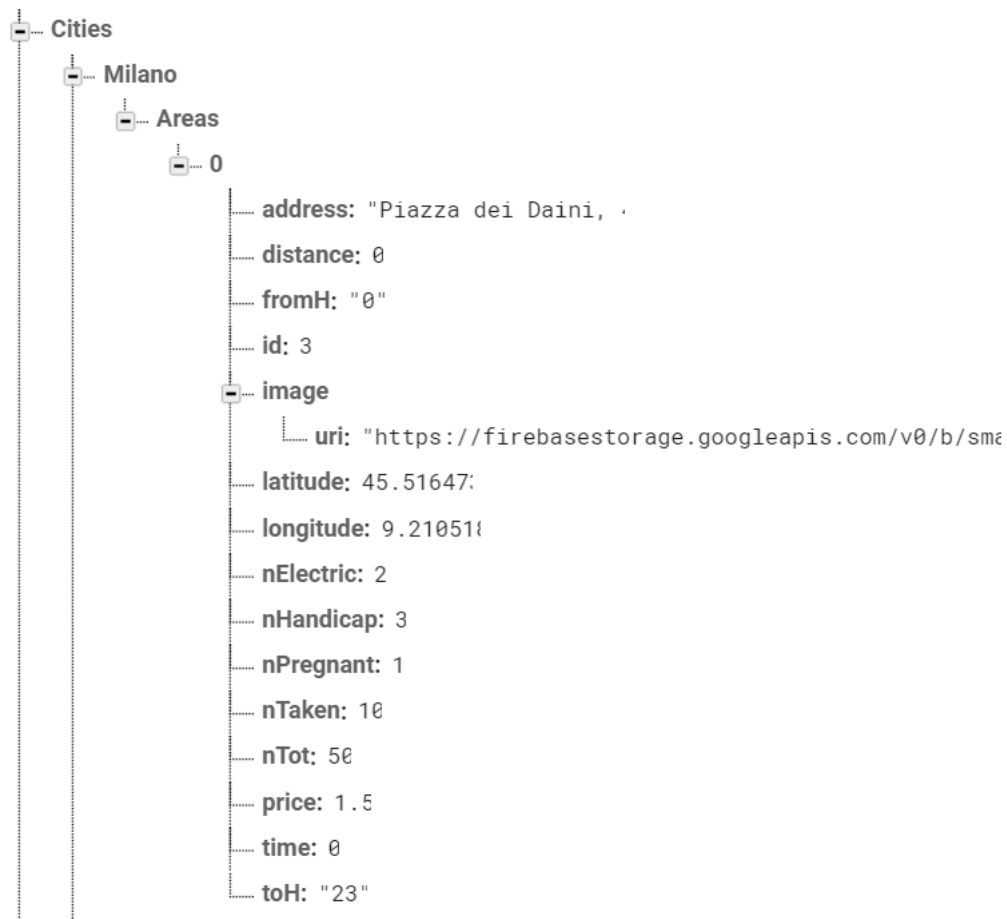 Cities
Milano
Areas
0
address: "Piazza dei Daini,
distance: 0
fromH: "0"
id: 3
image
uri: "https://firebasestorage.googleapis.com/v0/b/sma
latitude: 45.51647
longitude: 9.21051
nElectric: 2
nHandicap: 3
nPregnant: 1
nTaken: 10
nTot: 50
price: 1.5
time: 0
toH: "23"